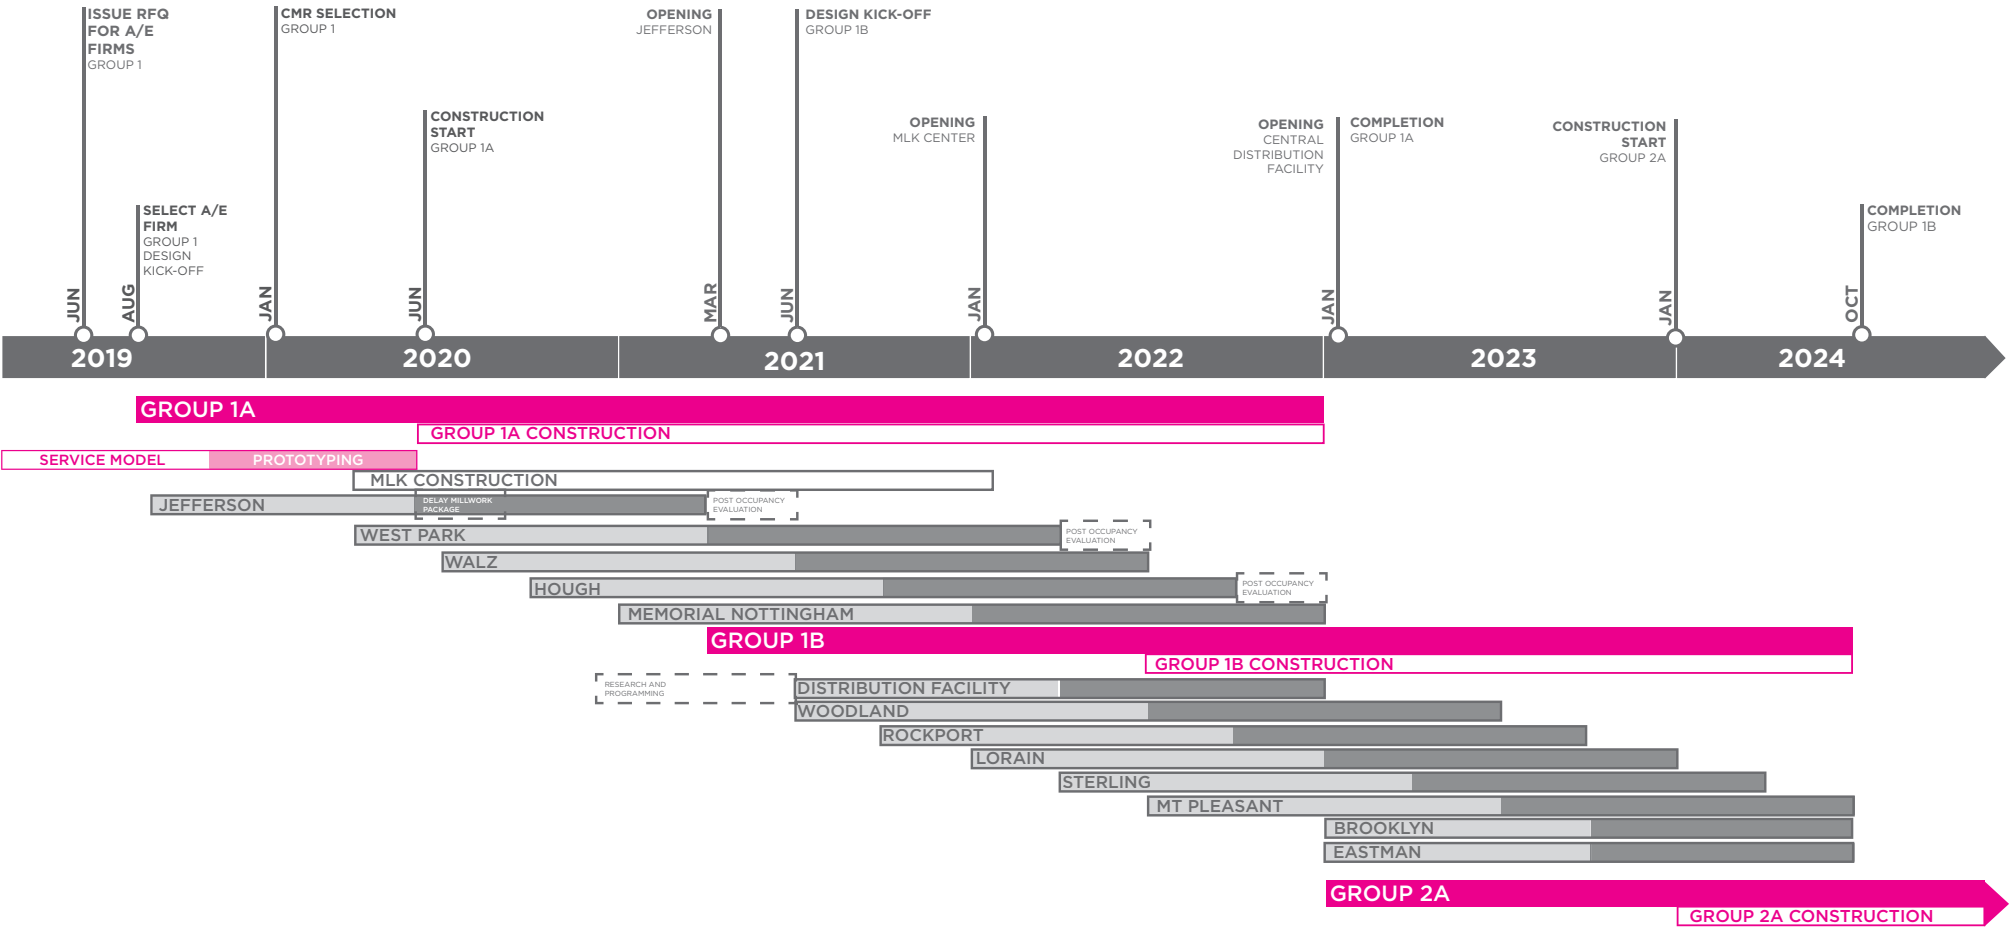 ISSUE RFQ
FOR A/E
FIRMS
GROUP 1
CMR SELECTION
GROUP 1
OPENING
JEFFERSON
DESIGN KICK-OFF
GROUP 1B
CONSTRUCTION
START
GROUP 1A
OPENING
MLK CENTER
OPENING
CENTRAL
DISTRIBUTION
FACILITY
COMPLETION
GROUP 1A
CONSTRUCTION
START
GROUP 2A
SELECT A/E
FIRM
GROUP 1
DESIGN
KICK-OFF
COMPLETION
GROUP 1B
JUN
AUG
JAN
JUN
MAR
JUN
JAN
JAN
JAN
OCT
2019
2020
2021
2022
2023
2024
GROUP 1A
GROUP 1A CONSTRUCTION
SERVICE MODEL
PROTOTYPING
MLK CONSTRUCTION
JEFFERSON
DELAY MILLWORK
PACKAGE
POST OCCUPANCY
EVALUATION
WEST PARK
POST OCCUPANCY
EVALUATION
WALZ
HOUGH
POST OCCUPANCY
EVALUATION
MEMORIAL NOTTINGHAM
GROUP 1B
GROUP 1B CONSTRUCTION
RESEARCH AND
PROGRAMMING
DISTRIBUTION FACILITY
WOODLAND
ROCKPORT
LORAIN
STERLING
MT PLEASANT
BROOKLYN
EASTMAN
GROUP 2A
GROUP 2A CONSTRUCTION